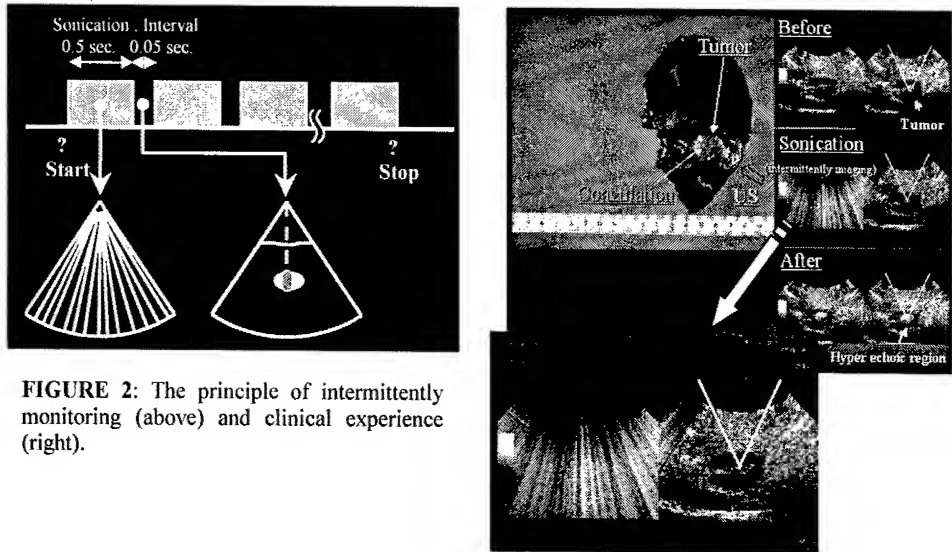 Sonication . Interval
0.5 sec. 0.05 sec.
? ?
Start Stop
FIGURE 2: The principle of intermittently
monitoring (above) and clinical experience
(right).
Tumor
Coagulation
US
Before
Tumor
Sonication
(intermittently imaging)
After
Hyper echoic region